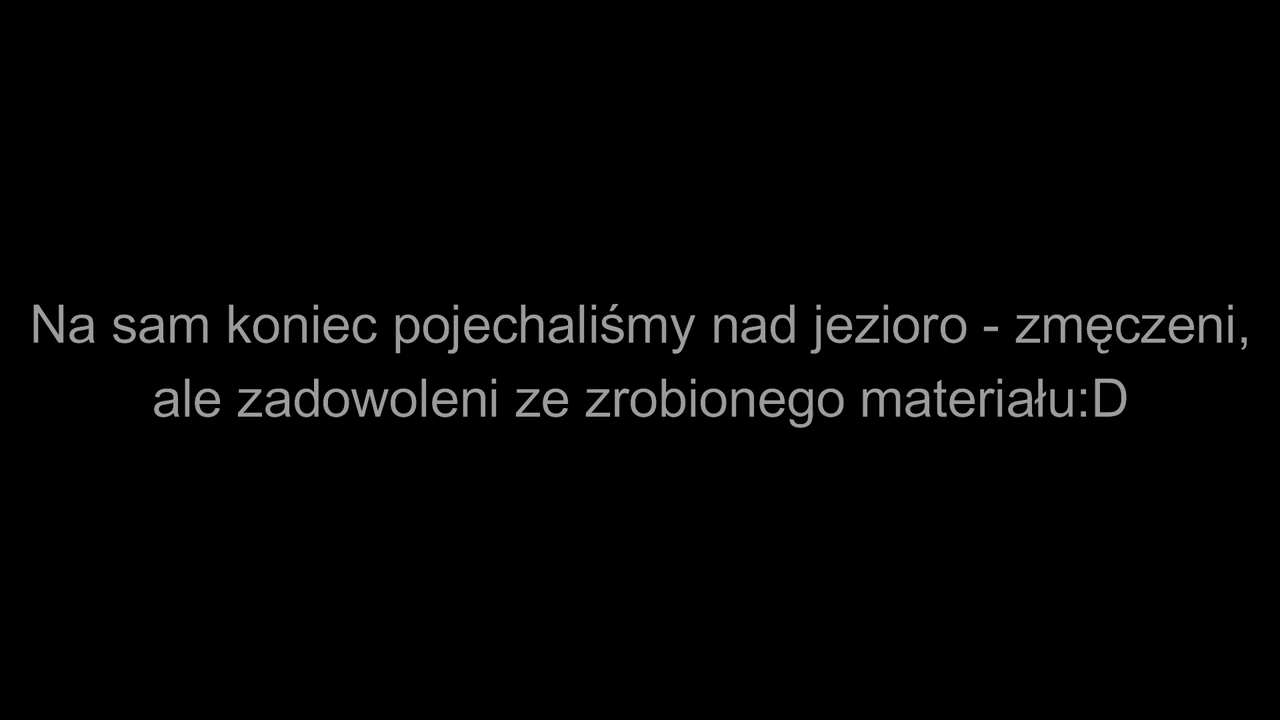 Na sam koniec pojechaliśmy nad jezioro - zmęczeni,
ale zadowoleni ze zrobionego materiału:D